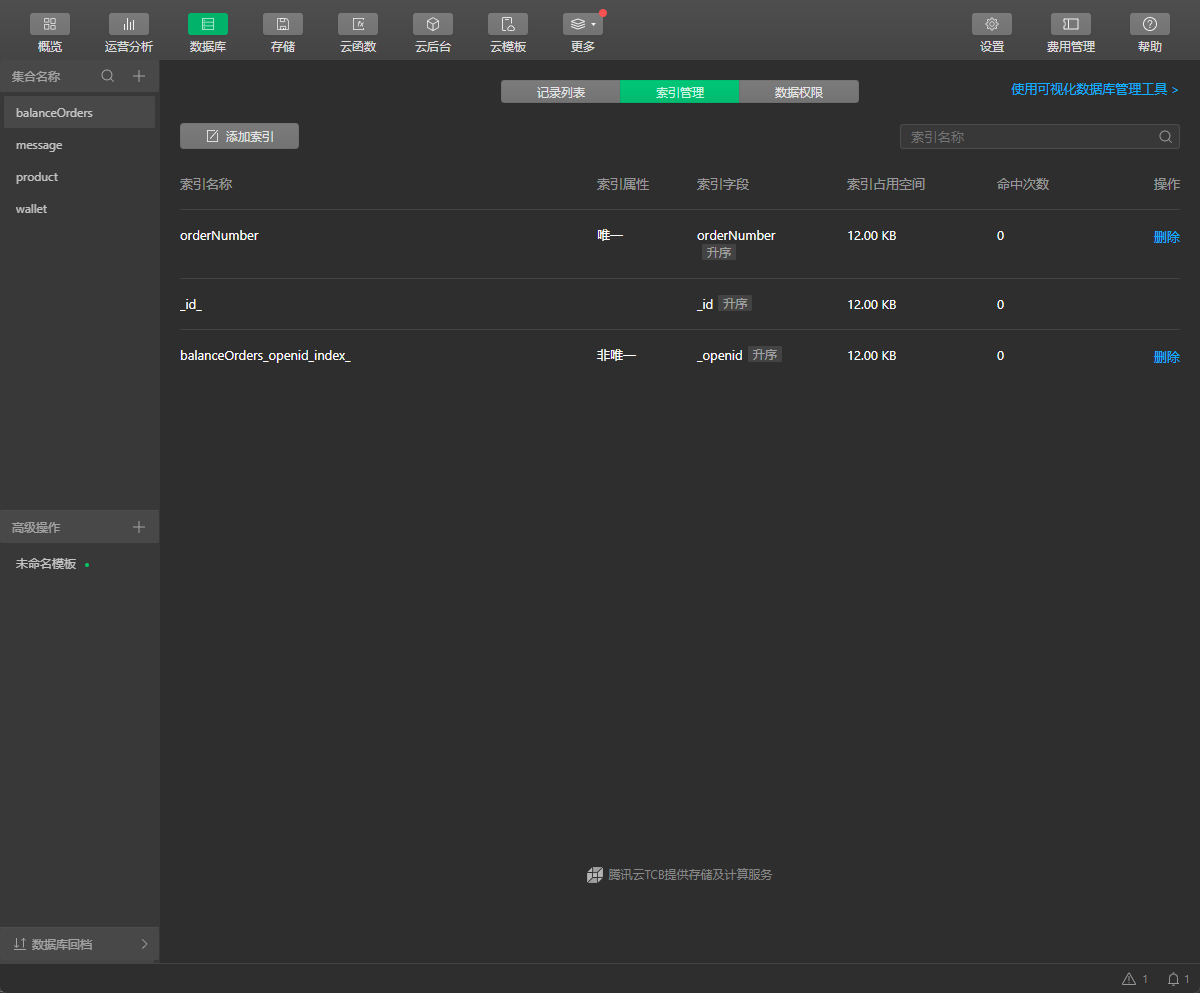 概览 运营分析 数据库 存储 云函数 云后台 云模板 更多 设置 费用管理 帮助
集合名称
balanceOrders
message
product
wallet
高级操作
未命名模板
数据库回档
记录列表 索引管理 数据权限
使用可视化数据库管理工具 >
添加索引
索引名称
索引名称 索引属性 索引字段 索引占用空间 命中次数 操作
orderNumber 唯一 orderNumber 12.00 KB 0 删除
升序
_id_ _id 升序 12.00 KB 0
balanceOrders_openid_index_ 非唯一 _openid 升序 12.00 KB 0 删除
腾讯云TCB提供存储及计算服务
1 1